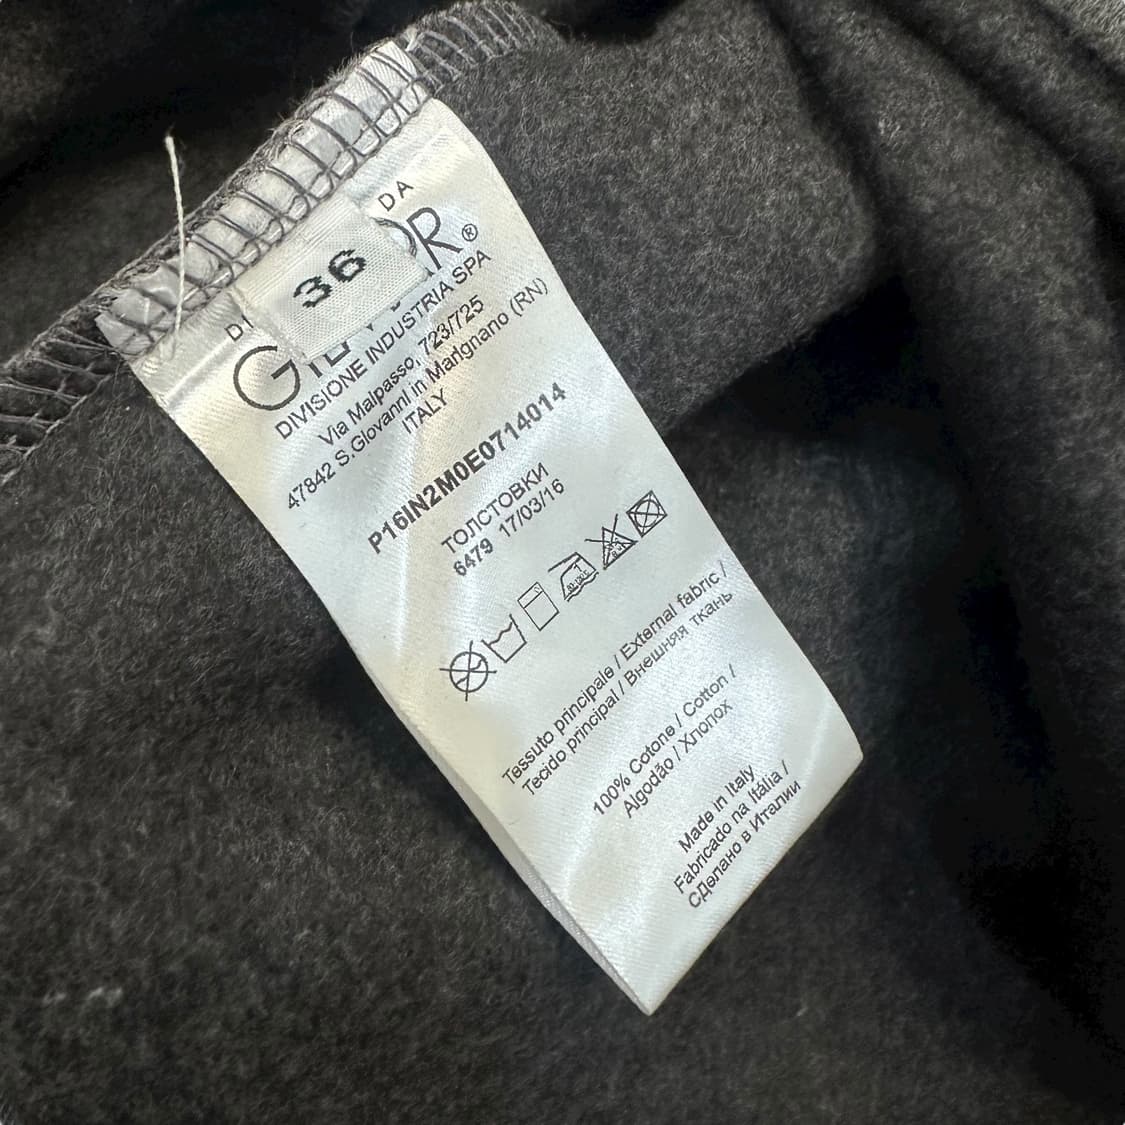 36
DA
DIVISIONE INDUSTRIA SPA
Via Malpasso, 723/725
47842 S.Giovanni in Marignano (RN)
ITALY
P16IN2M0E0714014
ТОЛСТОВКИ
6479 17/03/16
Tessuto principale / External fabric /
Tecido principal / Внешняя ткань
100% Cotone / Cotton /
Algodão / Хлопок
Made in Italy
Fabricado na Itália /
СДелано в Италии